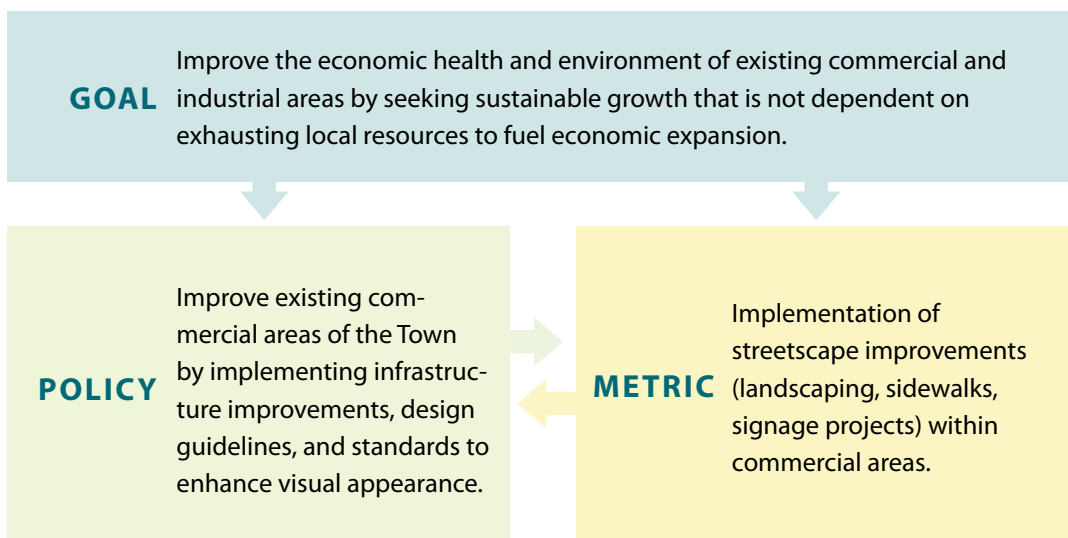 GOAL
Improve the economic health and environment of existing commercial and
industrial areas by seeking sustainable growth that is not dependent on
exhausting local resources to fuel economic expansion.
POLICY
Improve existing com-
mercial areas of the Town
by implementing infrastruc-
ture improvements, design
guidelines, and standards to
enhance visual appearance.
METRIC
Implementation of
streetscape improvements
(landscaping, sidewalks,
signage projects) within
commercial areas.